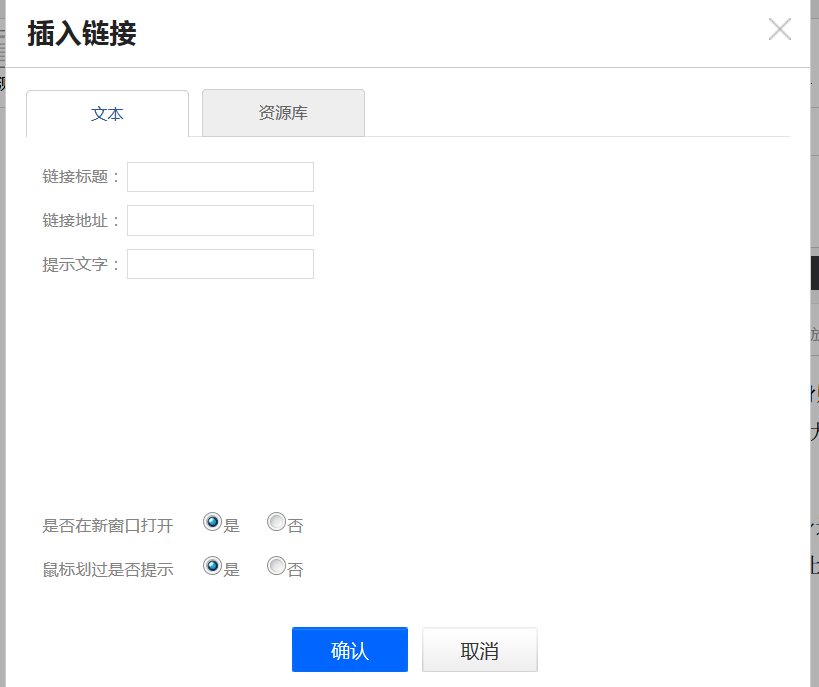 插入链接
文本 资源库
链接标题：
链接地址：
提示文字：
是否在新窗口打开 是 否
鼠标划过是否提示 是 否
确认 取消